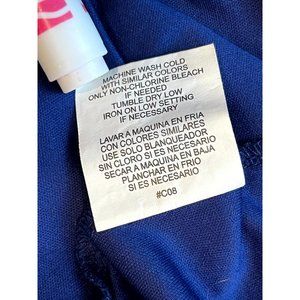 MACHINE WASH COLD
WITH SIMILAR COLORS
ONLY NON-CHLORINE BLEACH
IF NEEDED
TUMBLE DRY LOW
IRON ON LOW SETTING
IF NECESSARY
LAVAR A MAQUINA EN FRIA
CON COLORES SIMILARES
USE SOLO BLANQUEADOR
SIN CLORO SI ES NECESARIO
SECAR A MAQUINA EN BAJA
PLANCHAR EN FRIO
SI ES NECESARIO
#C08